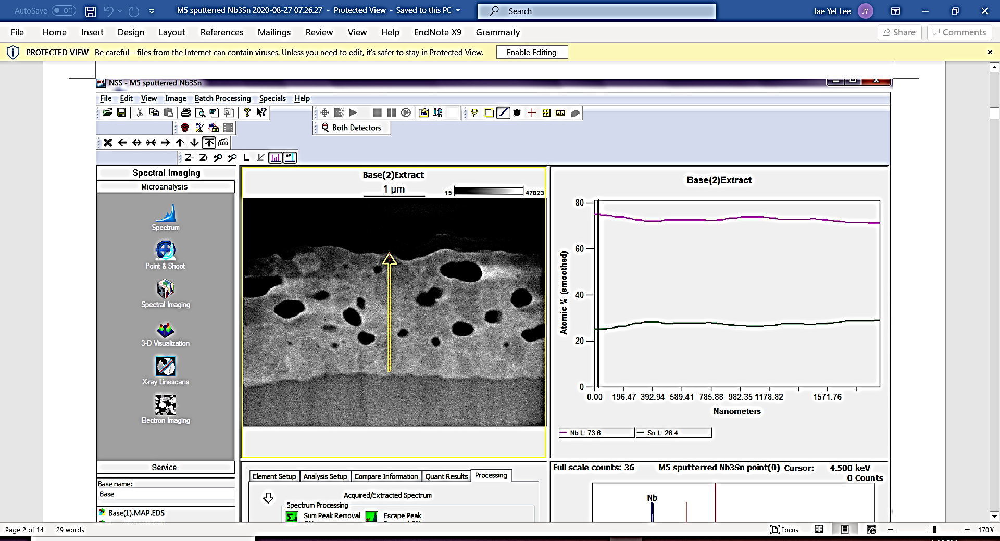 AutoSave Off M5 sputterred Nb3Sn 2020-08-27 07.26.27 - Protected View - Saved to this PC Search Jae Yel Lee JY
File Home Insert Design Layout References Mailings Review View Help EndNote X9 Grammarly Share Comments
PROTECTED VIEW Be careful—files from the Internet can contain viruses. Unless you need to edit, it's safer to stay in Protected View. Enable Editing
NSS - M5 sputterred Nb3Sn
File Edit View Image Batch Processing Specials Help
Both Detectors
LOG
Z- Z+ L eV
Spectral Imaging
Microanalysis
Spectrum
Point & Shoot
Spectral Imaging
3-D Visualization
X-ray Linescans
Electron Imaging
Service
Base name:
Base
Base(1).MAP.EDS
Base(2)Extract
1 µm
15 47823
Base(2)Extract
80
60
40
20
0
Atomic % (smoothed)
0.00 196.47 392.94 589.41 785.88 982.35 1178.82 1571.76
Nanometers
Nb L: 73.6 Sn L: 26.4
Element Setup Analysis Setup Compare Information Quant Results Processing
Acquired/Extracted Spectrum
Spectrum Processing
Sum Peak Removal Escape Peak
Full scale counts: 36 M5 sputterred Nb3Sn point(0) Cursor: 4.500 keV
0 Counts
Nb
Page 2 of 14 29 words Focus 170%